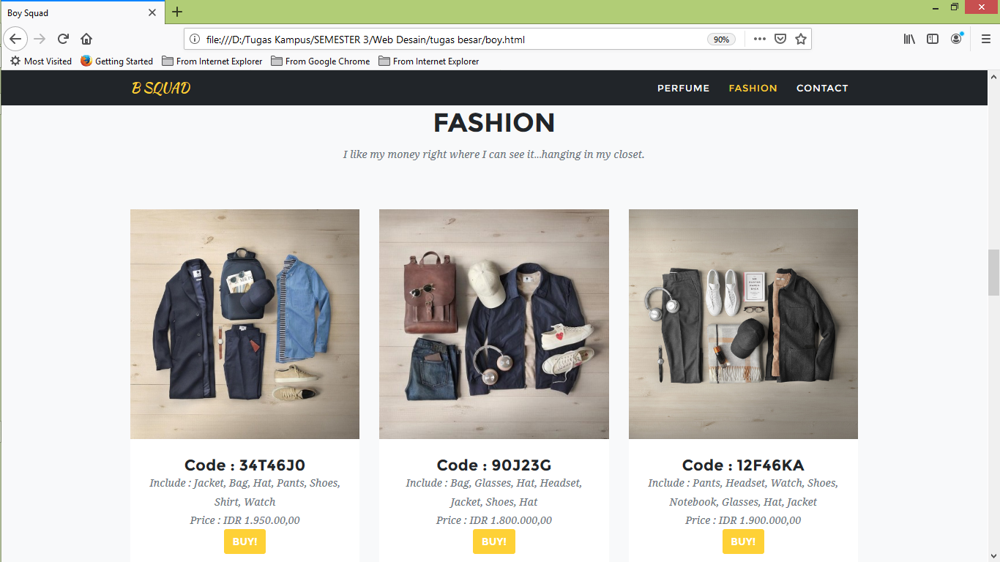 Boy Squad
file:///D:/Tugas Kampus/SEMESTER 3/Web Desain/tugas besar/boy.html
90%
Most Visited
Getting Started
From Internet Explorer
From Google Chrome
From Internet Explorer
B SQUAD
PERFUME
FASHION
CONTACT
FASHION
I like my money right where I can see it...hanging in my closet.
Code : 34T46J0
Include : Jacket, Bag, Hat, Pants, Shoes,
Shirt, Watch
Price : IDR 1.950.00,00
BUY!
Code : 90J23G
Include : Bag, Glasses, Hat, Headset,
Jacket, Shoes, Hat
Price : IDR 1.800.000,00
BUY!
Code : 12F46KA
Include : Pants, Headset, Watch, Shoes,
Notebook, Glasses, Hat, Jacket
Price : IDR 1.900.000,00
BUY!